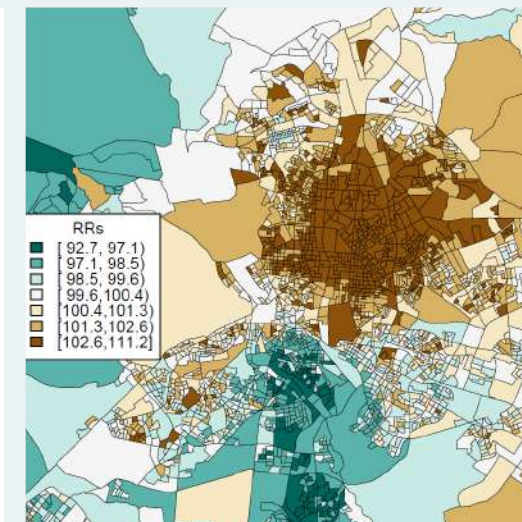 RRs
[ 92.7, 97.1)
[ 97.1, 98.5)
[ 98.5, 99.6)
[ 99.6,100.4)
[100.4,101.3)
[101.3,102.6)
[102.6,111.2]